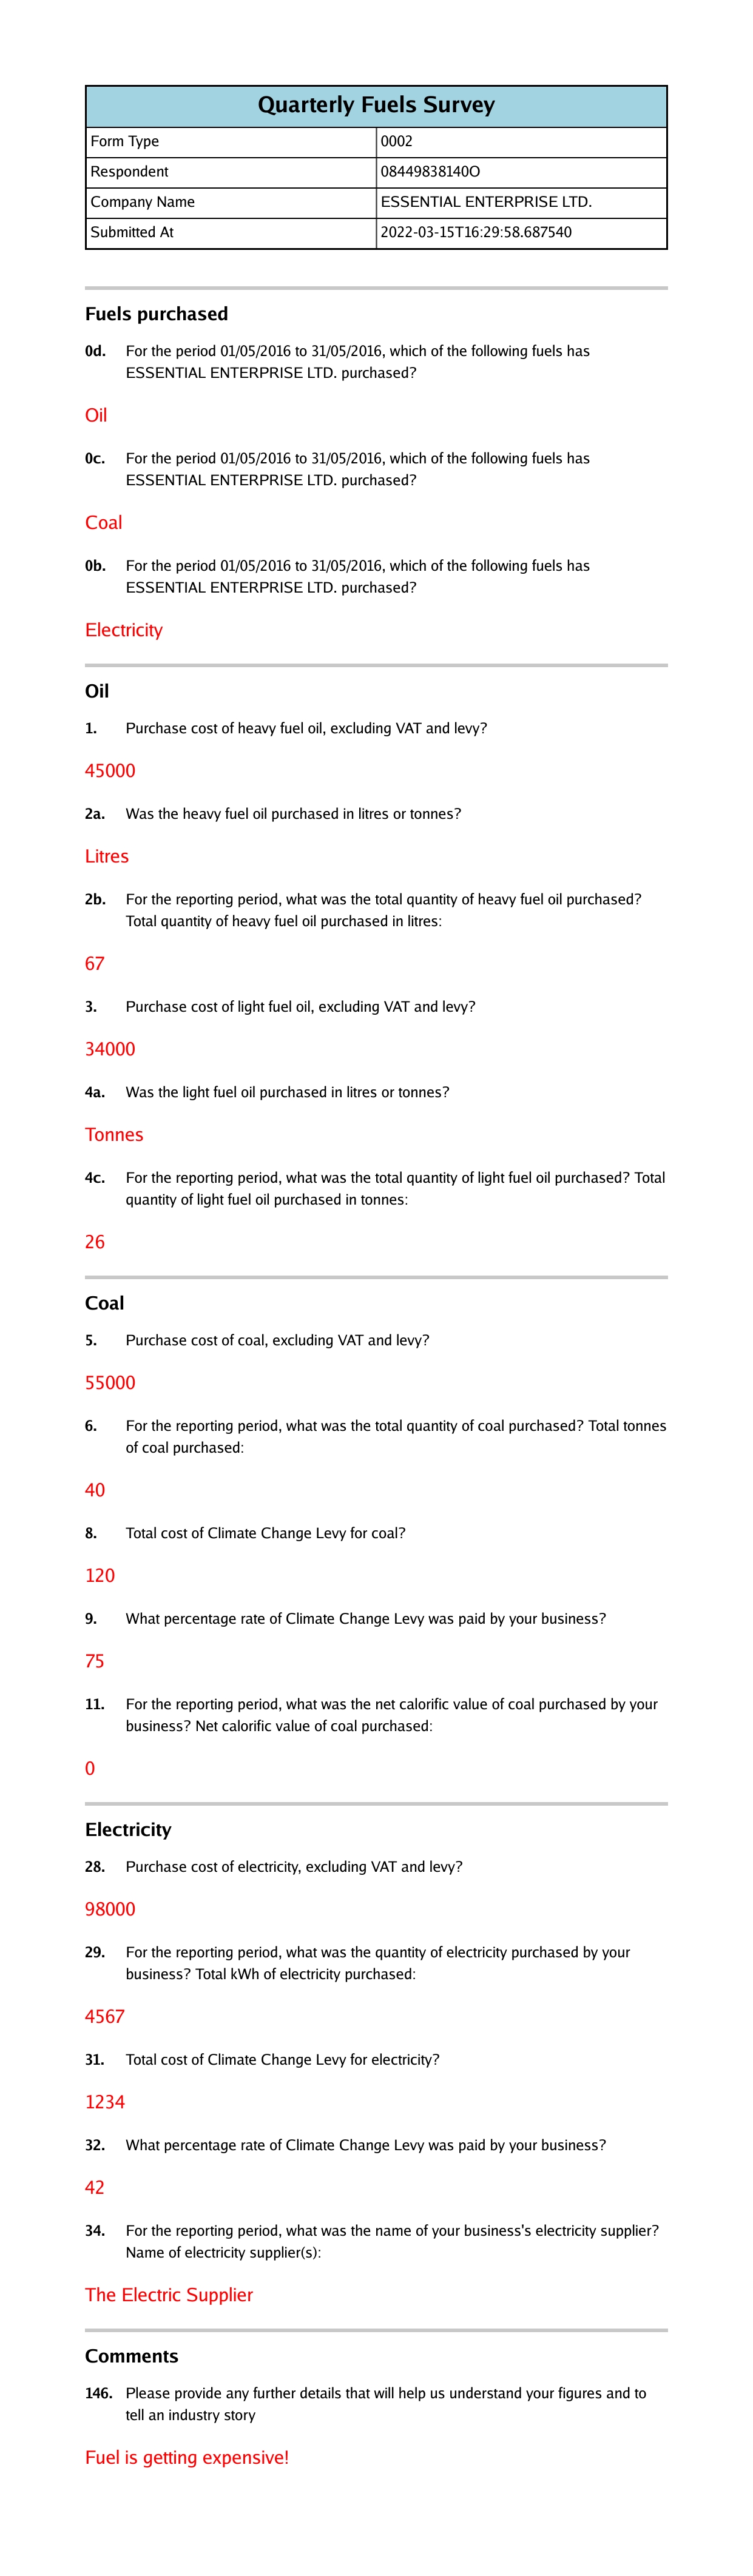 Quarterly Fuels Survey
Form Type 0002
Respondent 08449838140O
Company Name ESSENTIAL ENTERPRISE LTD.
Submitted At 2022-03-15T16:29:58.687540
Fuels purchased
0d. For the period 01/05/2016 to 31/05/2016, which of the following fuels has
ESSENTIAL ENTERPRISE LTD. purchased?
Oil
0c. For the period 01/05/2016 to 31/05/2016, which of the following fuels has
ESSENTIAL ENTERPRISE LTD. purchased?
Coal
0b. For the period 01/05/2016 to 31/05/2016, which of the following fuels has
ESSENTIAL ENTERPRISE LTD. purchased?
Electricity
Oil
1. Purchase cost of heavy fuel oil, excluding VAT and levy?
45000
2a. Was the heavy fuel oil purchased in litres or tonnes?
Litres
2b. For the reporting period, what was the total quantity of heavy fuel oil purchased?
Total quantity of heavy fuel oil purchased in litres:
67
3. Purchase cost of light fuel oil, excluding VAT and levy?
34000
4a. Was the light fuel oil purchased in litres or tonnes?
Tonnes
4c. For the reporting period, what was the total quantity of light fuel oil purchased? Total
quantity of light fuel oil purchased in tonnes:
26
Coal
5. Purchase cost of coal, excluding VAT and levy?
55000
6. For the reporting period, what was the total quantity of coal purchased? Total tonnes
of coal purchased:
40
8. Total cost of Climate Change Levy for coal?
120
9. What percentage rate of Climate Change Levy was paid by your business?
75
11. For the reporting period, what was the net calorific value of coal purchased by your
business? Net calorific value of coal purchased:
0
Electricity
28. Purchase cost of electricity, excluding VAT and levy?
98000
29. For the reporting period, what was the quantity of electricity purchased by your
business? Total kWh of electricity purchased:
4567
31. Total cost of Climate Change Levy for electricity?
1234
32. What percentage rate of Climate Change Levy was paid by your business?
42
34. For the reporting period, what was the name of your business's electricity supplier?
Name of electricity supplier(s):
The Electric Supplier
Comments
146. Please provide any further details that will help us understand your figures and to
tell an industry story
Fuel is getting expensive!